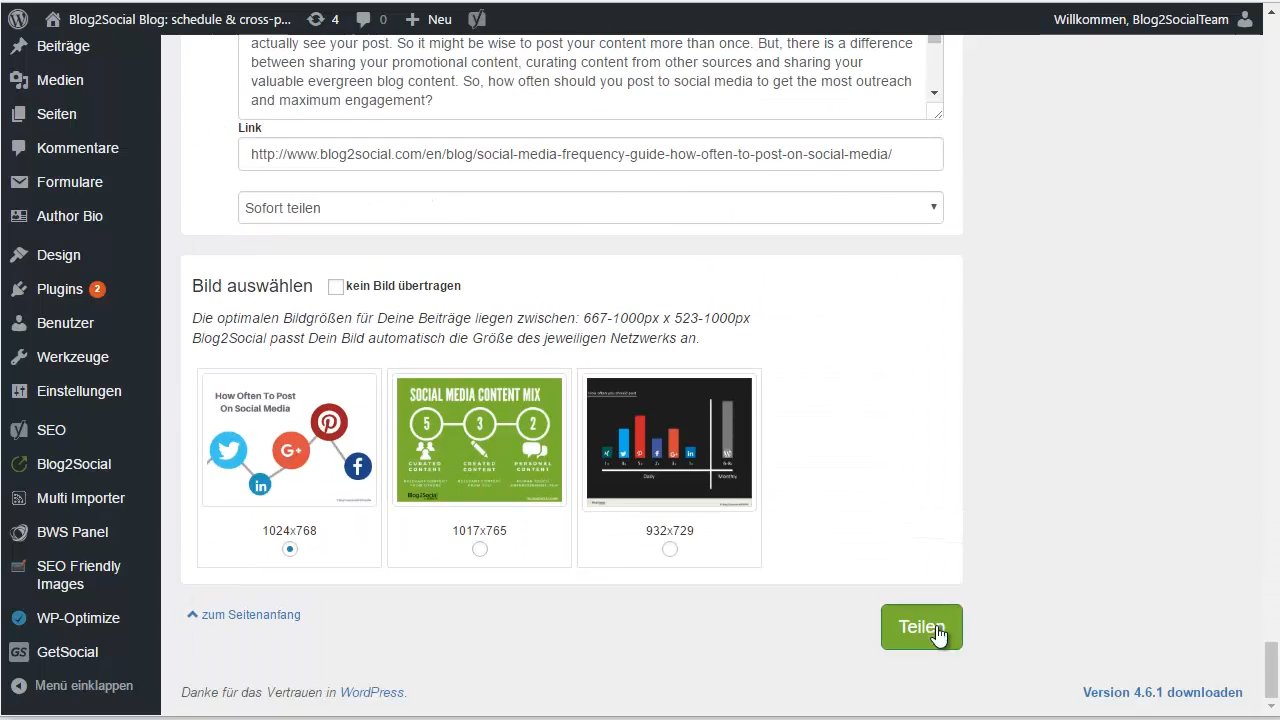 Blog2Social Blog: schedule & cross-p...
4
0
Neu
Willkommen, Blog2SocialTeam
Beiträge
Medien
Seiten
Kommentare
Formulare
Author Bio
Design
Plugins 2
Benutzer
Werkzeuge
Einstellungen
SEO
Blog2Social
Multi Importer
BWS Panel
SEO Friendly
Images
WP-Optimize
GS GetSocial
Menü einklappen
actually see your post. So it might be wise to post your content more than once. But, there is a difference
between sharing your promotional content, curating content from other sources and sharing your
valuable evergreen blog content. So, how often should you post to social media to get the most outreach
and maximum engagement?
Link
http://www.blog2social.com/en/blog/social-media-frequency-guide-how-often-to-post-on-social-media/
Sofort teilen
Bild auswählen kein Bild übertragen
Die optimalen Bildgrößen für Deine Beiträge liegen zwischen: 667-1000px x 523-1000px
Blog2Social passt Dein Bild automatisch die Größe des jeweiligen Netzwerks an.
How Often To Post
On Social Media
G+
in
f
1024x768
SOCIAL MEDIA CONTENT MIX
5 3 2
CURATED CREATED PERSONAL
CONTENT CONTENT CONTENT
Blog2Social
1017x765
Daily Monthly
932x729
zum Seitenanfang
Teilen
Danke für das Vertrauen in WordPress.
Version 4.6.1 downloaden